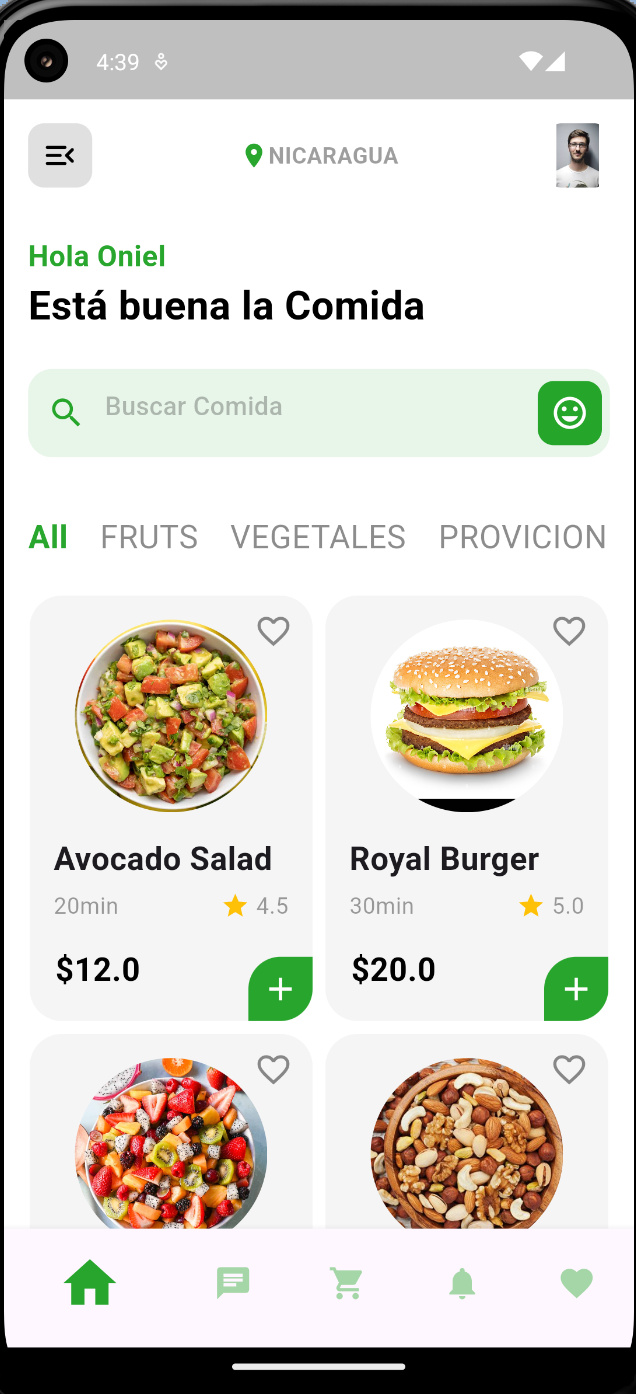 4:39
NICARAGUA
Hola Oniel
Está buena la Comida
Buscar Comida
All FRUTS VEGETALES PROVICION
Avocado Salad
20min 4.5
$12.0
Royal Burger
30min 5.0
$20.0